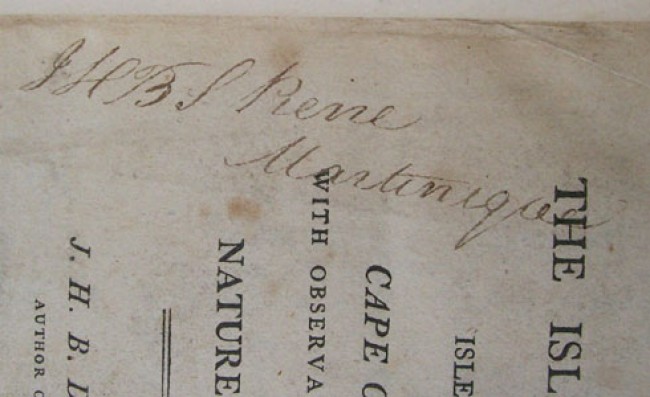 J H B S
Martinique
THE ISL
ISLE
CAPE O
WITH OBSERVA
NATURE
J. H. B. D
AUTHOR O